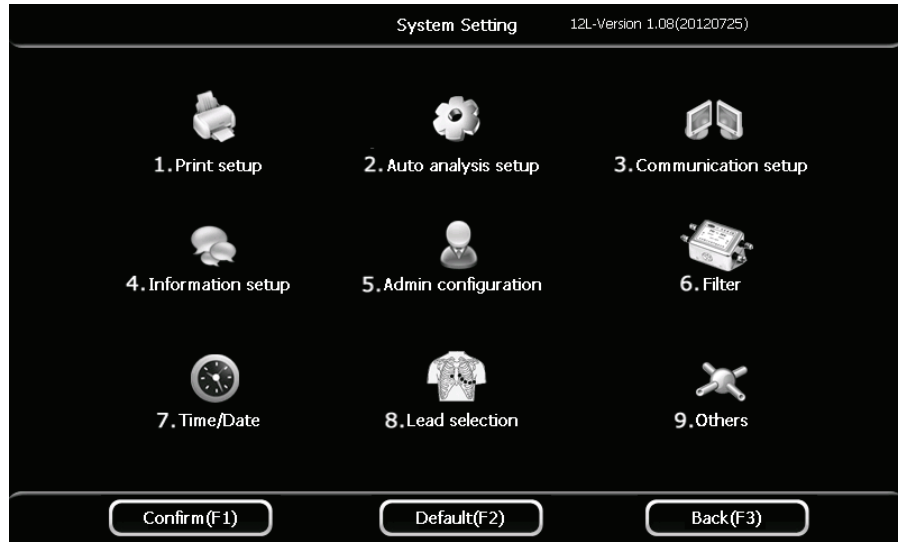 System Setting 12L-Version 1.08(20120725)
1.Print setup
2.Auto analysis setup
3.Communication setup
4.Information setup
5.Admin configuration
6.Filter
7.Time/Date
8.Lead selection
9.Others
Confirm(F1)
Default(F2)
Back(F3)